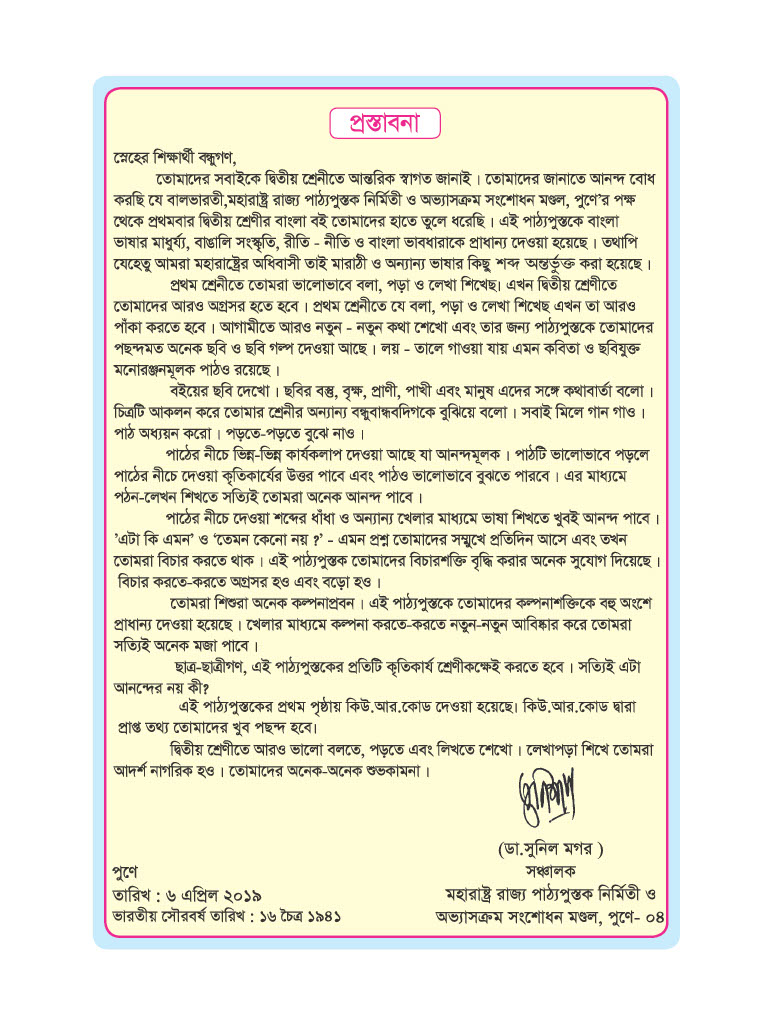 প্রস্তাবনা
স্নেহের শিক্ষার্থী বন্ধুগণ,
তোমাদের সবাইকে দ্বিতীয় শ্রেনীতে আন্তরিক স্বাগত জানাই । তোমাদের জানাতে আনন্দ বোধ
করছি যে বালভারতী,মহারাষ্ট্র রাজ্য পাঠ্যপুস্তক নির্মিতী ও অভ্যাসক্রম সংশোধন মণ্ডল, পুণে’র পক্ষ
থেকে প্রথমবার দ্বিতীয় শ্রেণীর বাংলা বই তোমাদের হাতে তুলে ধরেছি । এই পাঠ্যপুস্তকে বাংলা
ভাষার মাধুর্য্য, বাঙালি সংস্কৃতি, রীতি - নীতি ও বাংলা ভাবধারাকে প্রাধান্য দেওয়া হয়েছে । তথাপি
যেহেতু আমরা মহারাষ্ট্রের অধিবাসী তাই মারাঠী ও অন্যান্য ভাষার কিছু শব্দ অন্তর্ভুক্ত করা হয়েছে ।
প্রথম শ্রেনীতে তোমরা ভালোভাবে বলা, পড়া ও লেখা শিখেছ। এখন দ্বিতীয় শ্রেণীতে
তোমাদের আরও অগ্রসর হতে হবে । প্রথম শ্রেনীতে যে বলা, পড়া ও লেখা শিখেছ এখন তা আরও
পাঁকা করতে হবে । আগামীতে আরও নতুন - নতুন কথা শেখো এবং তার জন্য পাঠ্যপুস্তকে তোমাদের
পছন্দমত অনেক ছবি ও ছবি গল্প দেওয়া আছে । লয় - তালে গাওয়া যায় এমন কবিতা ও ছবিযুক্ত
মনোরঞ্জনমূলক পাঠও রয়েছে ।
বইয়ের ছবি দেখো । ছবির বস্তু, বৃক্ষ, প্রাণী, পাখী এবং মানুষ এদের সঙ্গে কথাবার্তা বলো ।
চিত্রটি আকলন করে তোমার শ্রেনীর অন্যান্য বন্ধুবান্ধবদিগকে বুঝিয়ে বলো । সবাই মিলে গান গাও ।
পাঠ অধ্যয়ন করো । পড়তে-পড়তে বুঝে নাও ।
পাঠের নীচে ভিন্ন-ভিন্ন কার্যকলাপ দেওয়া আছে যা আনন্দমূলক । পাঠটি ভালোভাবে পড়লে
পাঠের নীচে দেওয়া কৃতিকার্যের উত্তর পাবে এবং পাঠও ভালোভাবে বুঝতে পারবে । এর মাধ্যমে
পঠন-লেখন শিখতে সত্যিই তোমরা অনেক আনন্দ পাবে ।
পাঠের নীচে দেওয়া শব্দের ধাঁধা ও অন্যান্য খেলার মাধ্যমে ভাষা শিখতে খুবই আনন্দ পাবে ।
’এটা কি এমন’ ও ‘তেমন কেনো নয় ?’ - এমন প্রশ্ন তোমাদের সম্মুখে প্রতিদিন আসে এবং তখন
তোমরা বিচার করতে থাক । এই পাঠ্যপুস্তক তোমাদের বিচারশক্তি বৃদ্ধি করার অনেক সুযোগ দিয়েছে ।
বিচার করতে-করতে অগ্রসর হও এবং বড়ো হও ।
তোমরা শিশুরা অনেক কল্পনাপ্রবন । এই পাঠ্যপুস্তকে তোমাদের কল্পনাশক্তিকে বহু অংশে
প্রাধান্য দেওয়া হয়েছে । খেলার মাধ্যমে কল্পনা করতে-করতে নতুন-নতুন আবিষ্কার করে তোমরা
সত্যিই অনেক মজা পাবে ।
ছাত্র-ছাত্রীগণ, এই পাঠ্যপুস্তকের প্রতিটি কৃতিকার্য শ্রেণীকক্ষেই করতে হবে । সত্যিই এটা
আনন্দের নয় কী?
এই পাঠ্যপুস্তকের প্রথম পৃষ্ঠায় কিউ.আর.কোড দেওয়া হয়েছে। কিউ.আর.কোড দ্বারা
প্রাপ্ত তথ্য তোমাদের খুব পছন্দ হবে।
দ্বিতীয় শ্রেণীতে আরও ভালো বলতে, পড়তে এবং লিখতে শেখো । লেখাপড়া শিখে তোমরা
আদর্শ নাগরিক হও । তোমাদের অনেক-অনেক শুভকামনা ।
(ডা.সুনিল মগর )
পুণে
সঞ্চালক
তারিখ : ৬ এপ্রিল ২০১৯
মহারাষ্ট্র রাজ্য পাঠ্যপুস্তক নির্মিতী ও
ভারতীয় সৌরবর্ষ তারিখ : ১৬ চৈত্র ১৯৪১
অভ্যাসক্রম সংশোধন মণ্ডল, পুণে- ০৪